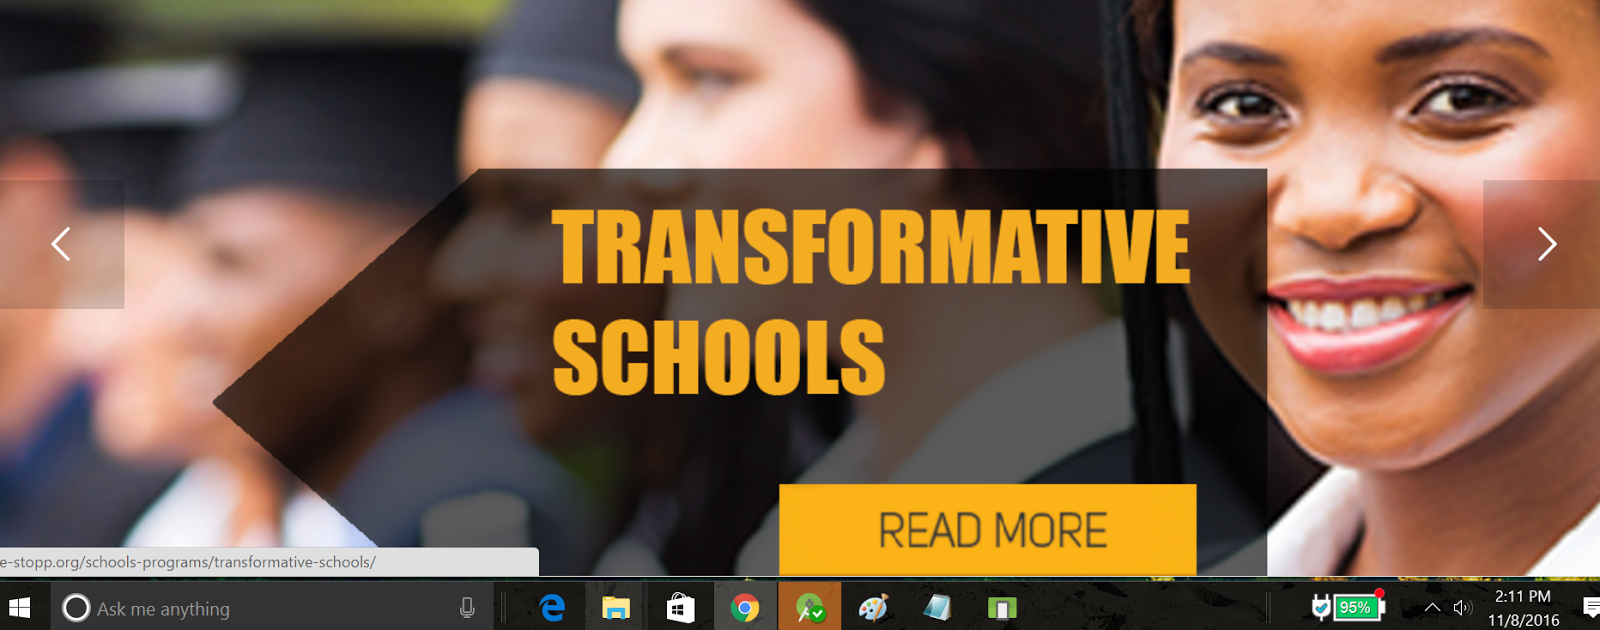 TRANSFORMATIVE
SCHOOLS
READ MORE
e-stopp.org/schools-programs/transformative-schools/
Ask me anything
95%
2:11 PM
11/8/2016